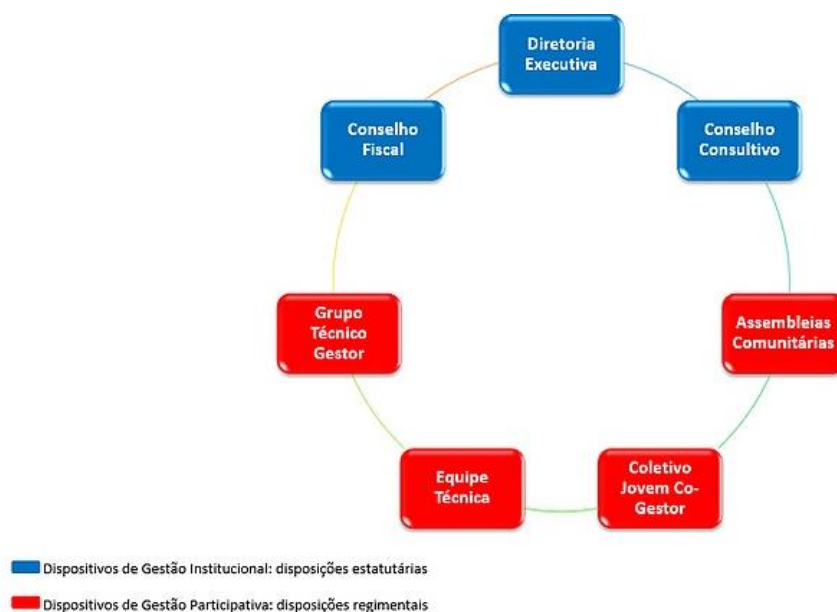 Diretoria
Executiva
Conselho
Fiscal
Conselho
Consultivo
Grupo
Técnico
Gestor
Assembleias
Comunitárias
Equipe
Técnica
Coletivo
Jovem Co-
Gestor
Dispositivos de Gestão Institucional: disposições estatutárias
Dispositivos de Gestão Participativa: disposições regimentais